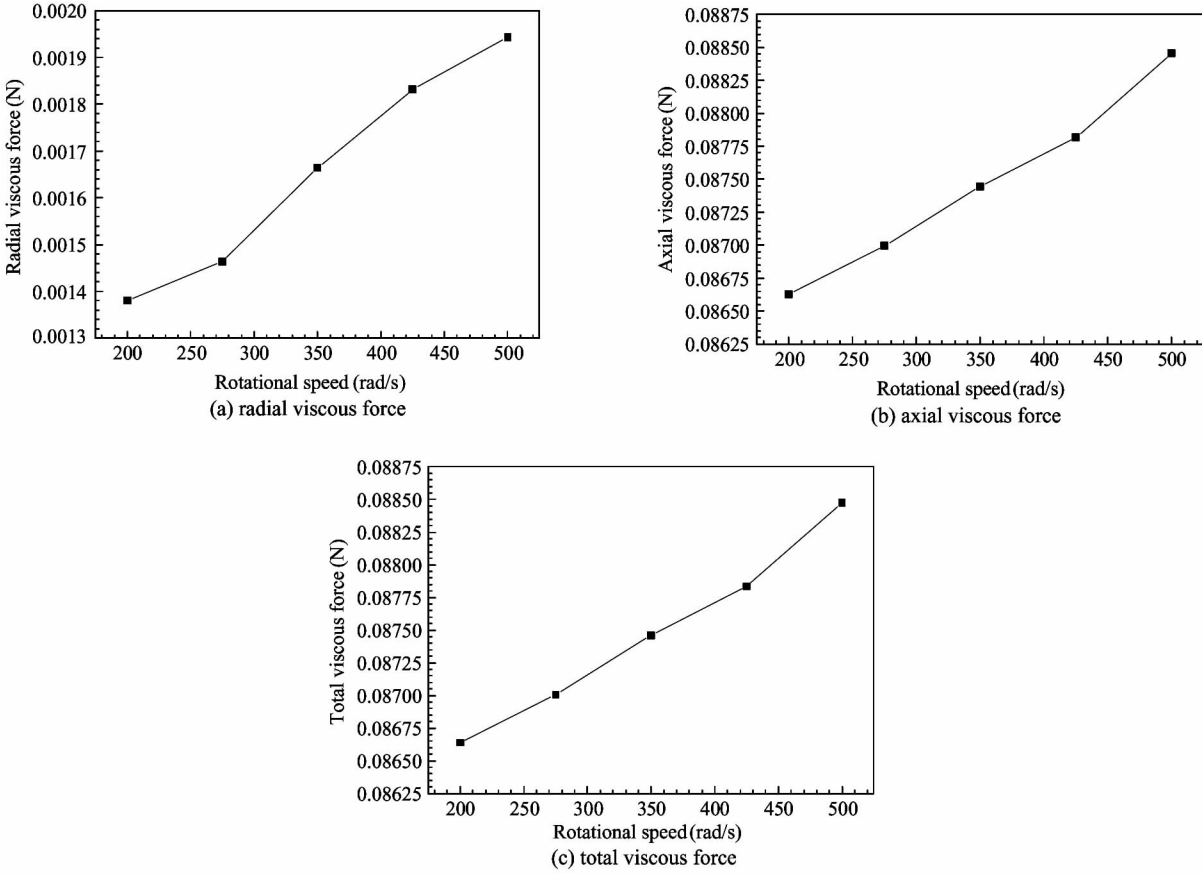 0.0020
0.0019
0.0018
0.0017
0.0016
0.0015
0.0014
0.0013
Radial viscous force (N)
200 250 300 350 400 450 500
Rotational speed (rad/s)
(a) radial viscous force
0.08875
0.08850
0.08825
0.08800
0.08775
0.08750
0.08725
0.08700
0.08675
0.08650
0.08625
Axial viscous force (N)
200 250 300 350 400 450 500
Rotational speed (rad/s)
(b) axial viscous force
0.08875
0.08850
0.08825
0.08800
0.08775
0.08750
0.08725
0.08700
0.08675
0.08650
0.08625
Total viscous force (N)
200 250 300 350 400 450 500
Rotational speed (rad/s)
(c) total viscous force